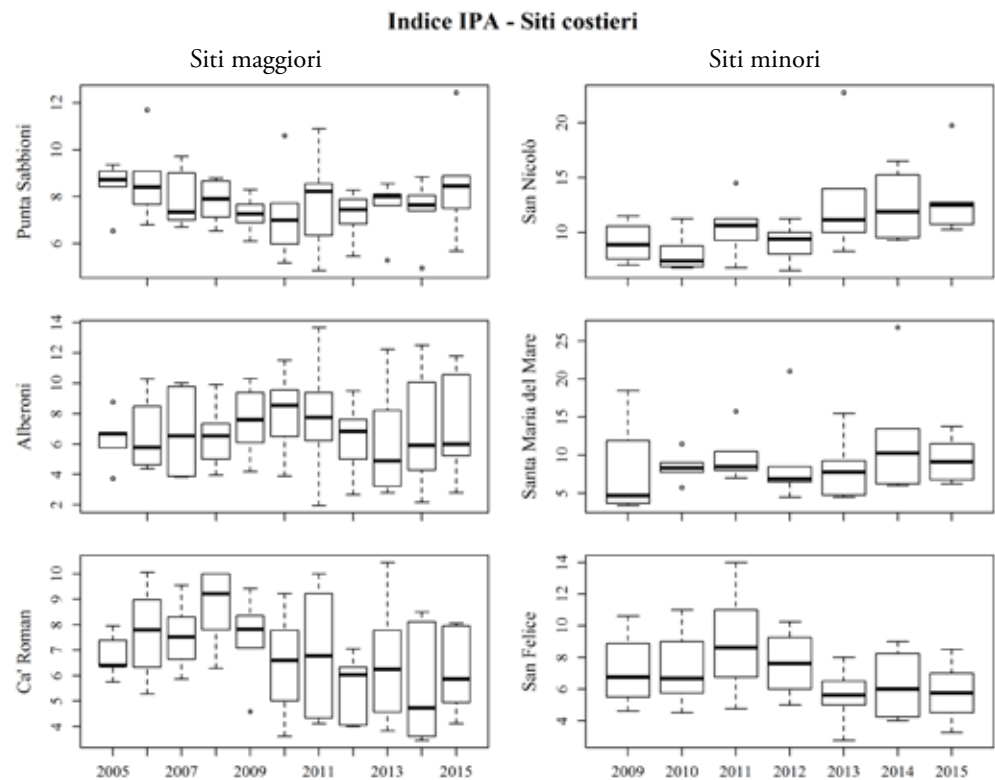 Indice IPA - Siti costieri
Siti maggiori
Siti minori
Punta Sabbioni
12
10
8
6
San Nicolò
20
15
10
Alberoni
14
12
10
8
6
4
2
Santa Maria del Mare
25
20
15
10
5
Ca' Roman
10
9
8
7
6
5
4
2005 2007 2009 2011 2013 2015
San Felice
14
12
10
8
6
4
2009 2010 2011 2012 2013 2014 2015